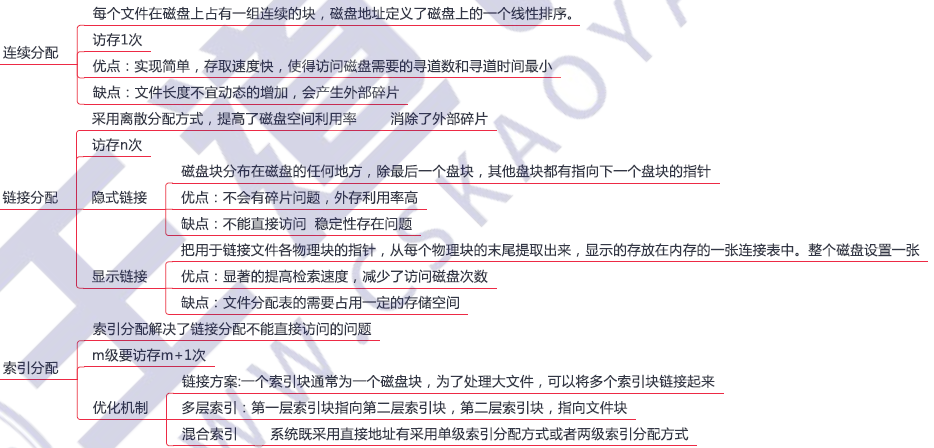 连续分配
每个文件在磁盘上占有一组连续的块，磁盘地址定义了磁盘上的一个线性排序。
访存1次
优点：实现简单，存取速度快，使得访问磁盘需要的寻道数和寻道时间最小
缺点：文件长度不宜动态的增加，会产生外部碎片
链接分配
采用离散分配方式，提高了磁盘空间利用率 消除了外部碎片
访存n次
隐式链接
磁盘块分布在磁盘的任何地方，除最后一个盘块，其他盘块都有指向下一个盘块的指针
优点：不会有碎片问题，外存利用率高
缺点：不能直接访问 稳定性存在问题
显示链接
把用于链接文件各物理块的指针，从每个物理块的末尾提取出来，显示的存放在内存的一张连接表中。整个磁盘设置一张
优点：显著的提高检索速度，减少了访问磁盘次数
缺点：文件分配表的需要占用一定的存储空间
索引分配
索引分配解决了链接分配不能直接访问的问题
m级要访存m+1次
优化机制
链接方案:一个索引块通常为一个磁盘块，为了处理大文件，可以将多个索引块链接起来
多层索引：第一层索引块指向第二层索引块，第二层索引块，指向文件块
混合索引 系统既采用直接地址有采用单级索引分配方式或者两级索引分配方式
王道
WWW.CSKAOYA